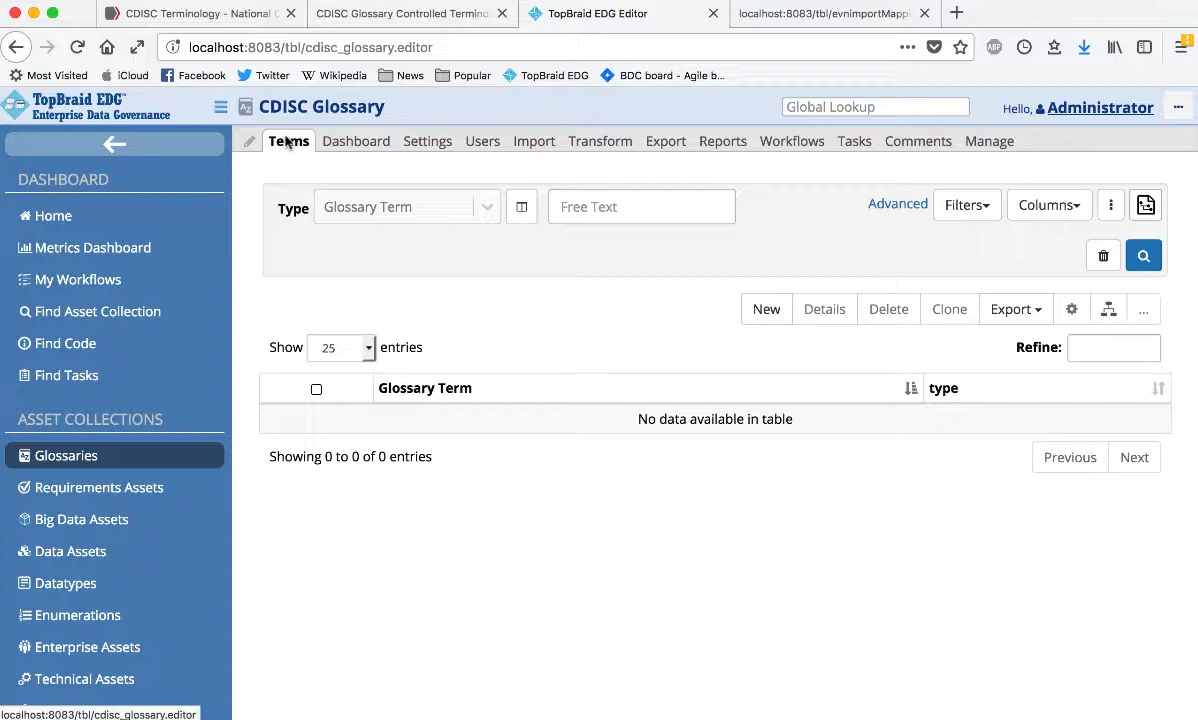 CDISC Terminology - National C
CDISC Glossary Controlled Termino
TopBraid EDG Editor
localhost:8083/tbl/evnimportMappi
localhost:8083/tbl/cdisc_glossary.editor
ABP
Most Visited
iCloud
Facebook
Twitter
Wikipedia
News
Popular
TopBraid EDG
BDC board - Agile b...
TopBraid EDG™
Enterprise Data Governance
CDISC Glossary
Global Lookup
Hello, Administrator
Terms
Dashboard
Settings
Users
Import
Transform
Export
Reports
Workflows
Tasks
Comments
Manage
DASHBOARD
Home
Metrics Dashboard
My Workflows
Find Asset Collection
Find Code
Find Tasks
ASSET COLLECTIONS
Glossaries
Requirements Assets
Big Data Assets
Data Assets
Datatypes
Enumerations
Enterprise Assets
Technical Assets
Type
Glossary Term
Free Text
Advanced
Filters
Columns
New
Details
Delete
Clone
Export
...
Show 25 entries
Refine:
Glossary Term
type
No data available in table
Showing 0 to 0 of 0 entries
Previous
Next
localhost:8083/tbl/cdisc_glossary.editor